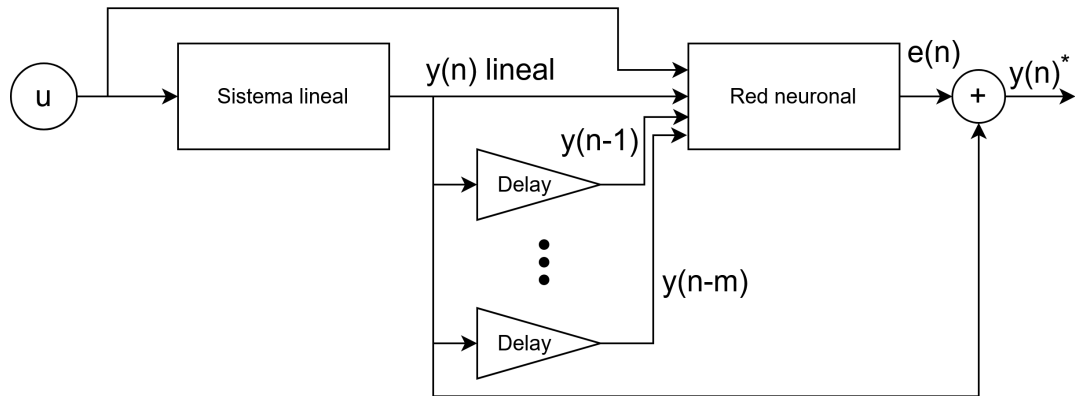 u
Sistema lineal
y(n) lineal
Red neuronal
e(n)
+
y(n)*
y(n-1)
Delay
y(n-m)
Delay